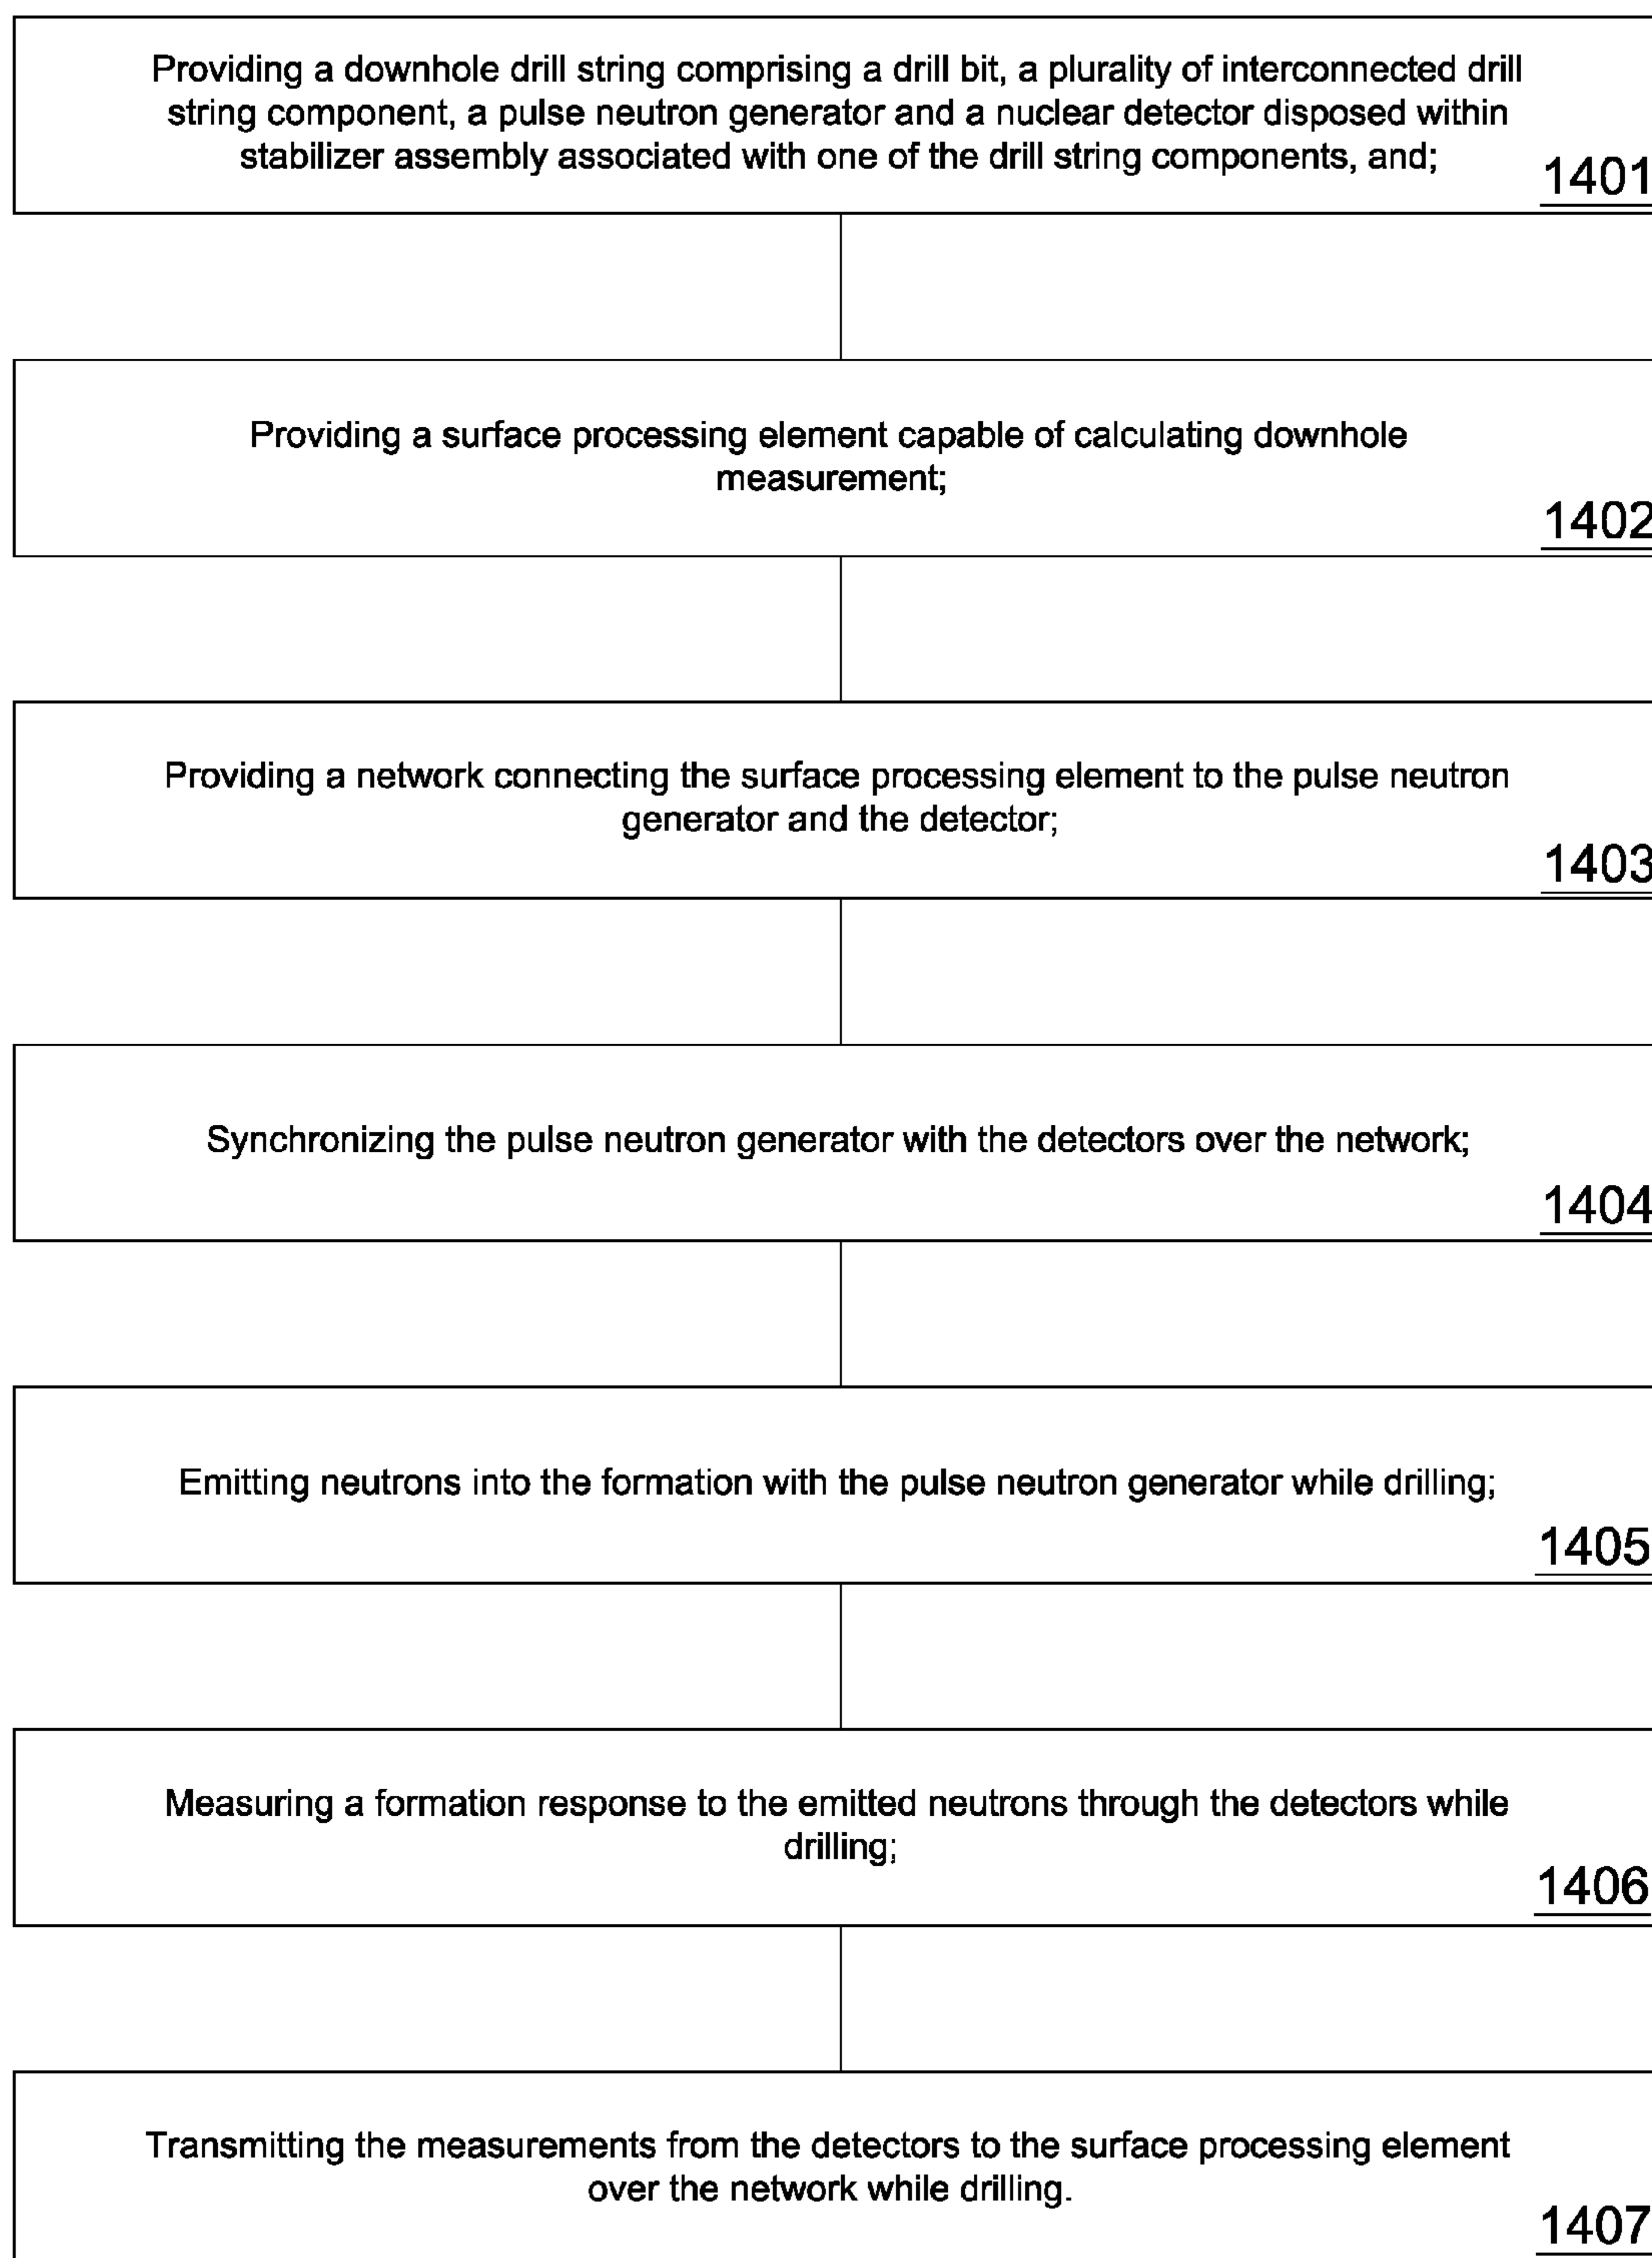 Providing a downhole drill string comprising a drill bit, a plurality of interconnected drill
string component, a pulse neutron generator and a nuclear detector disposed within
stabilizer assembly associated with one of the drill string components, and;
1401
Providing a surface processing element capable of calculating downhole
measurement;
1402
Providing a network connecting the surface processing element to the pulse neutron
generator and the detector;
1403
Synchronizing the pulse neutron generator with the detectors over the network;
1404
Emitting neutrons into the formation with the pulse neutron generator while drilling;
1405
Measuring a formation response to the emitted neutrons through the detectors while
drilling;
1406
Transmitting the measurements from the detectors to the surface processing element
over the network while drilling.
1407